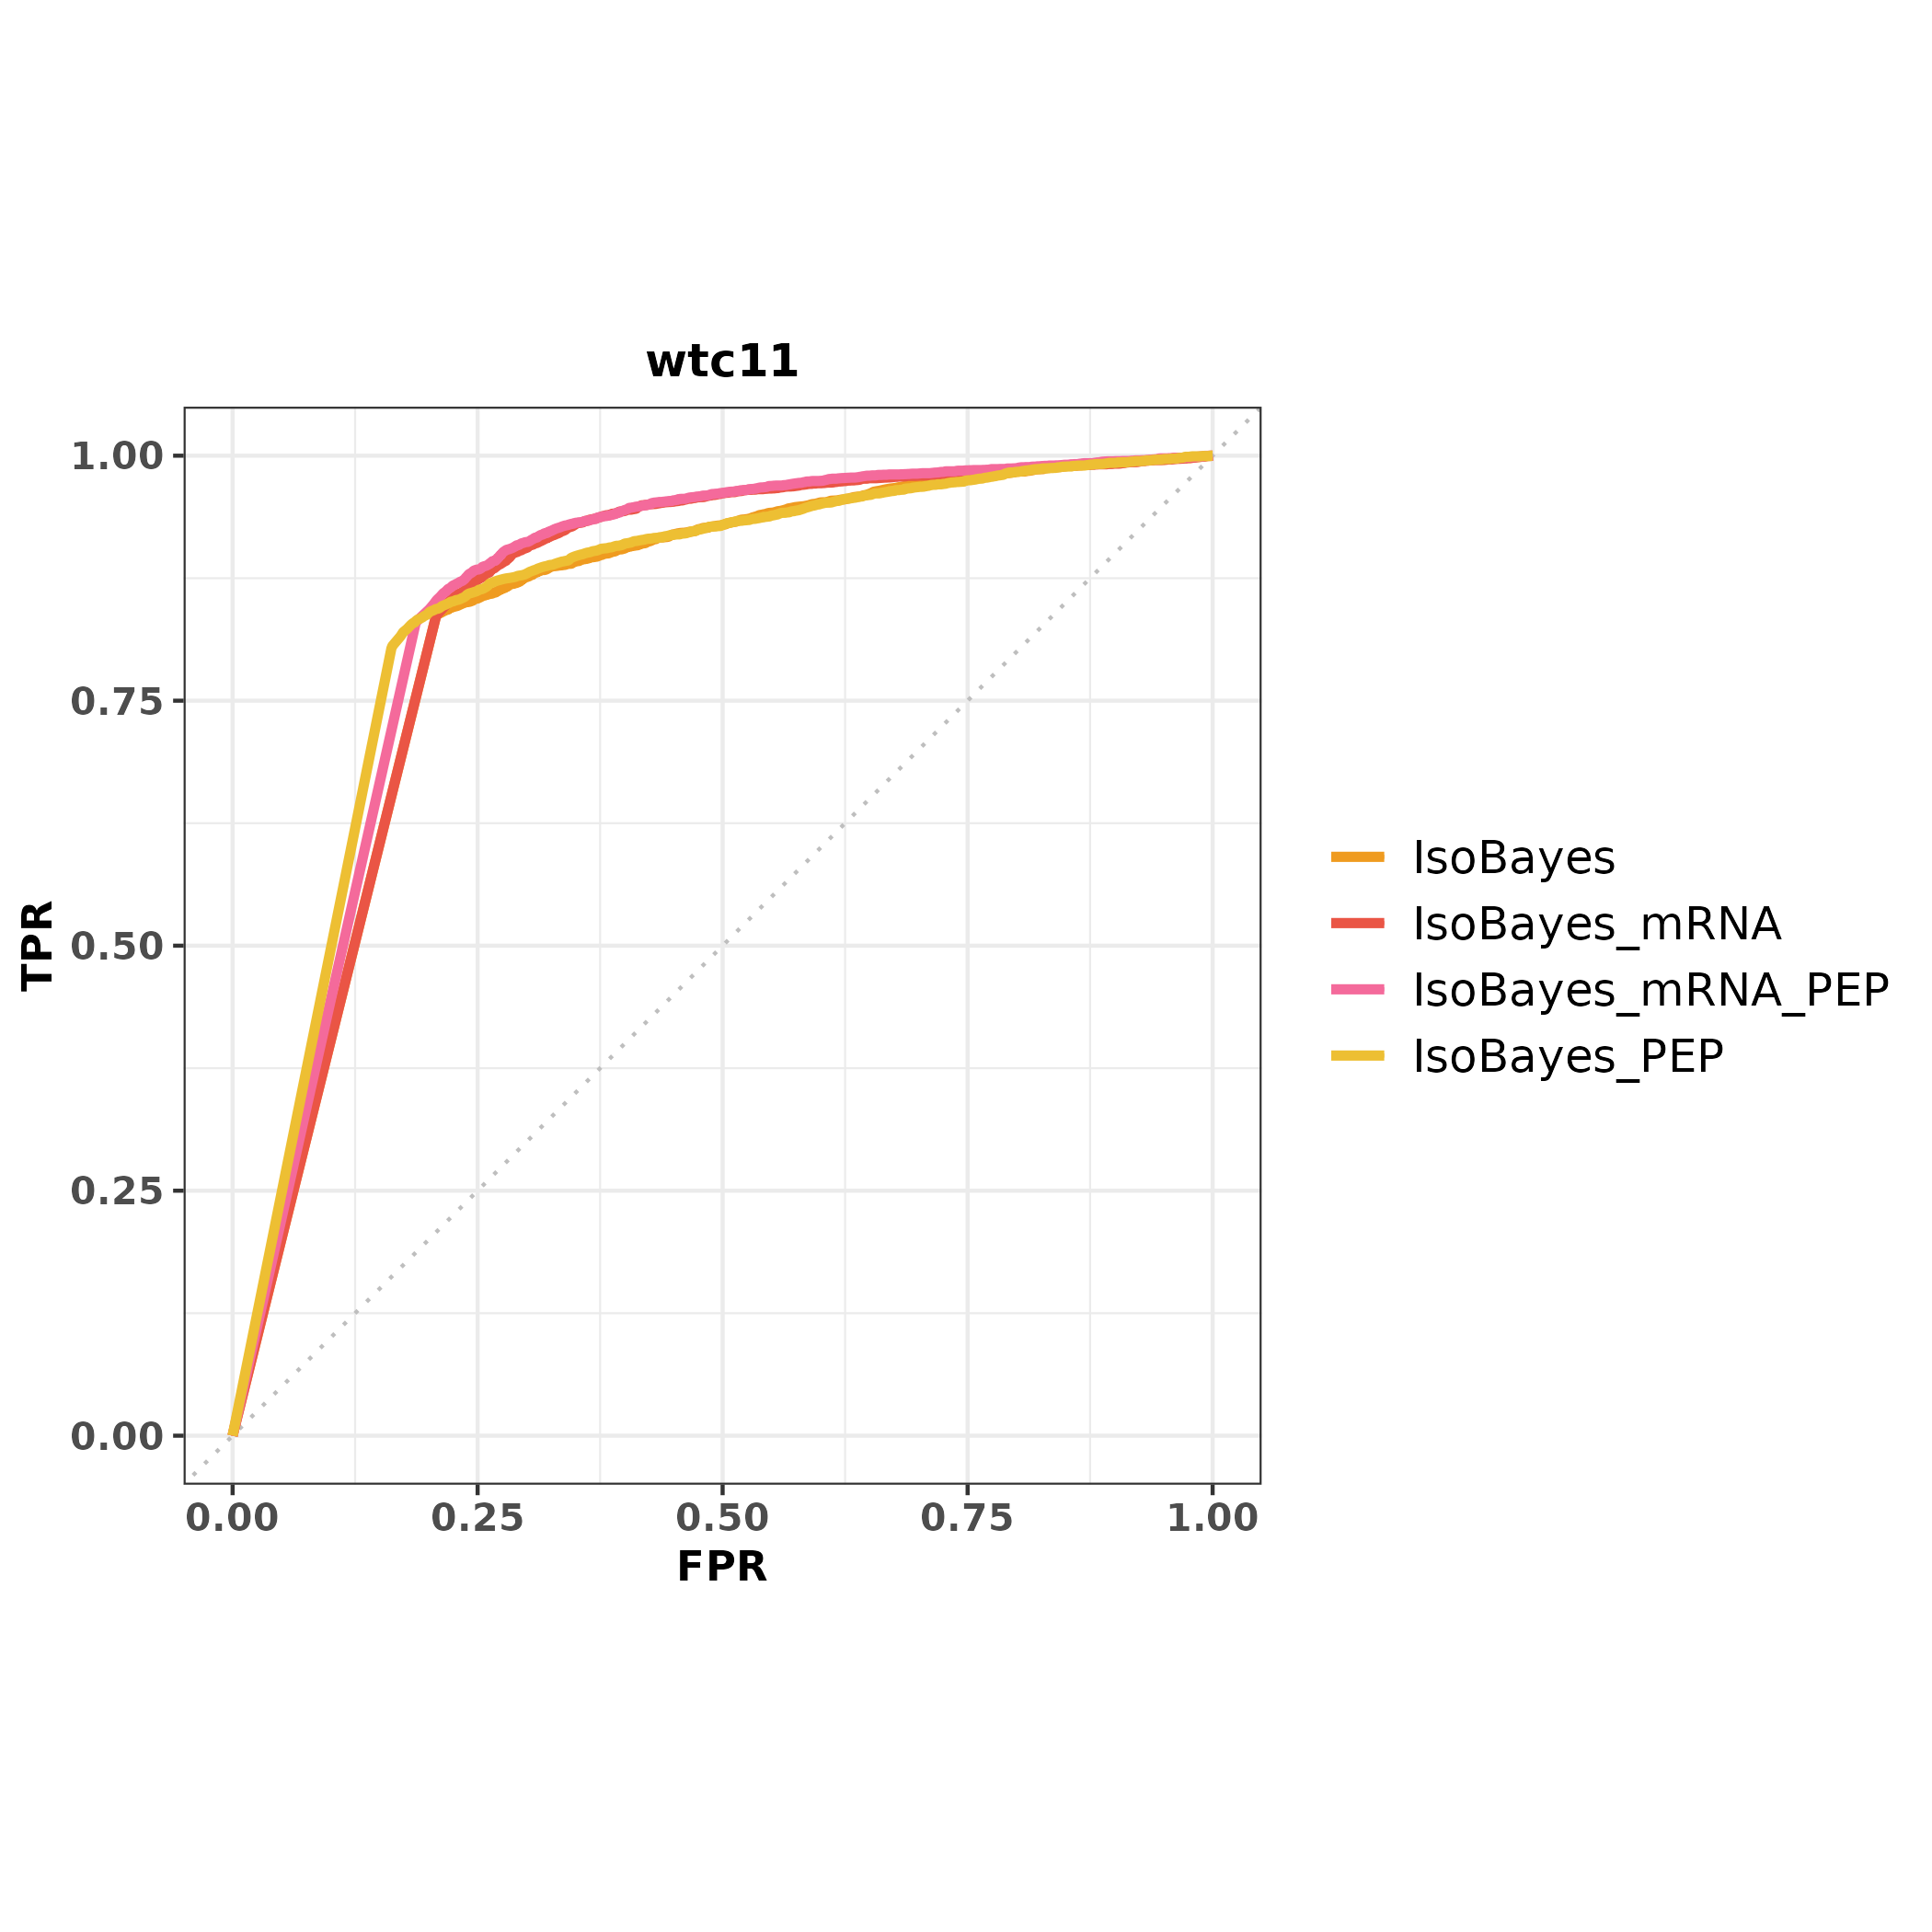 wtc11
1.00
0.75
0.50
0.25
0.00
TPR
0.00 0.25 0.50 0.75 1.00
FPR
IsoBayes
IsoBayes_mRNA
IsoBayes_mRNA_PEP
IsoBayes_PEP